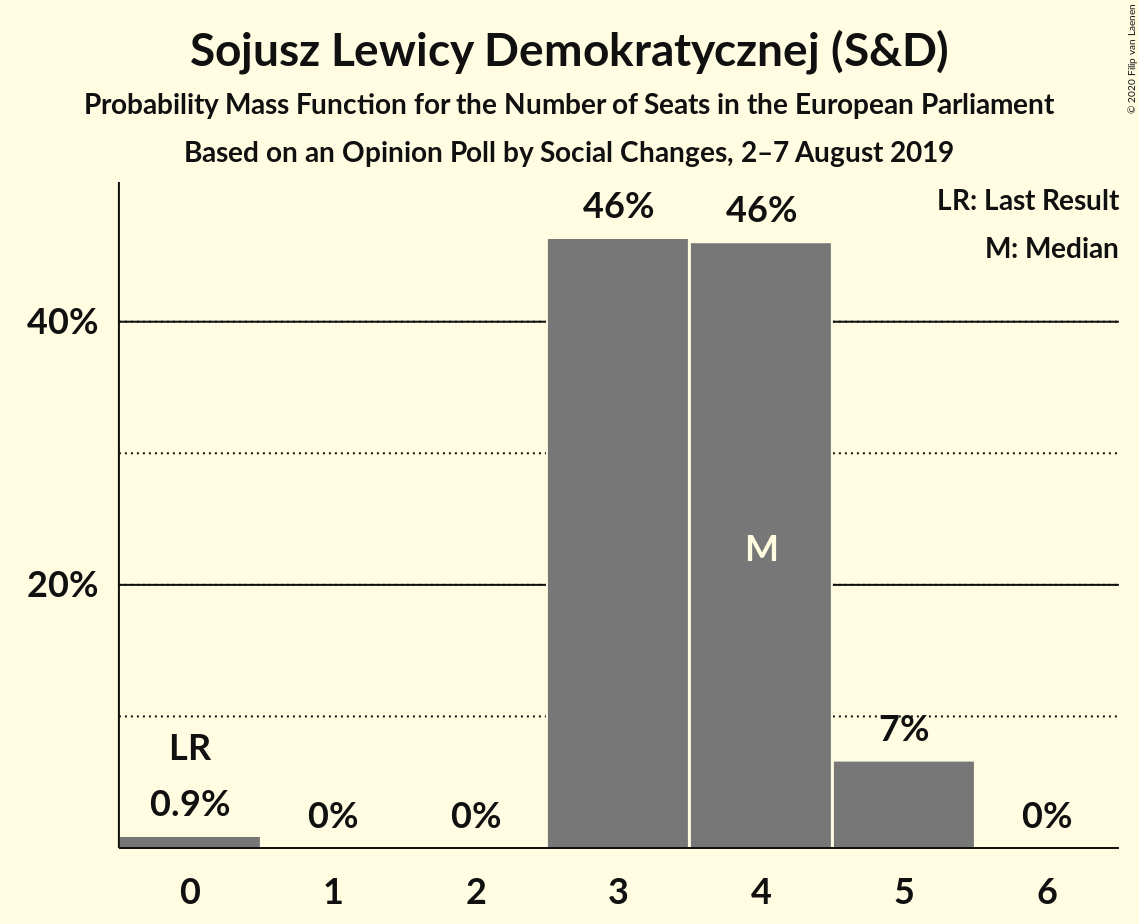 Sojusz Lewicy Demokratycznej (S&D)
Probability Mass Function for the Number of Seats in the European Parliament
Based on an Opinion Poll by Social Changes, 2–7 August 2019
© 2020 Filip van Laenen
LR: Last Result
M: Median
46%
46%
40%
M
20%
7%
LR
0.9%
0%
0%
0%
0
1
2
3
4
5
6